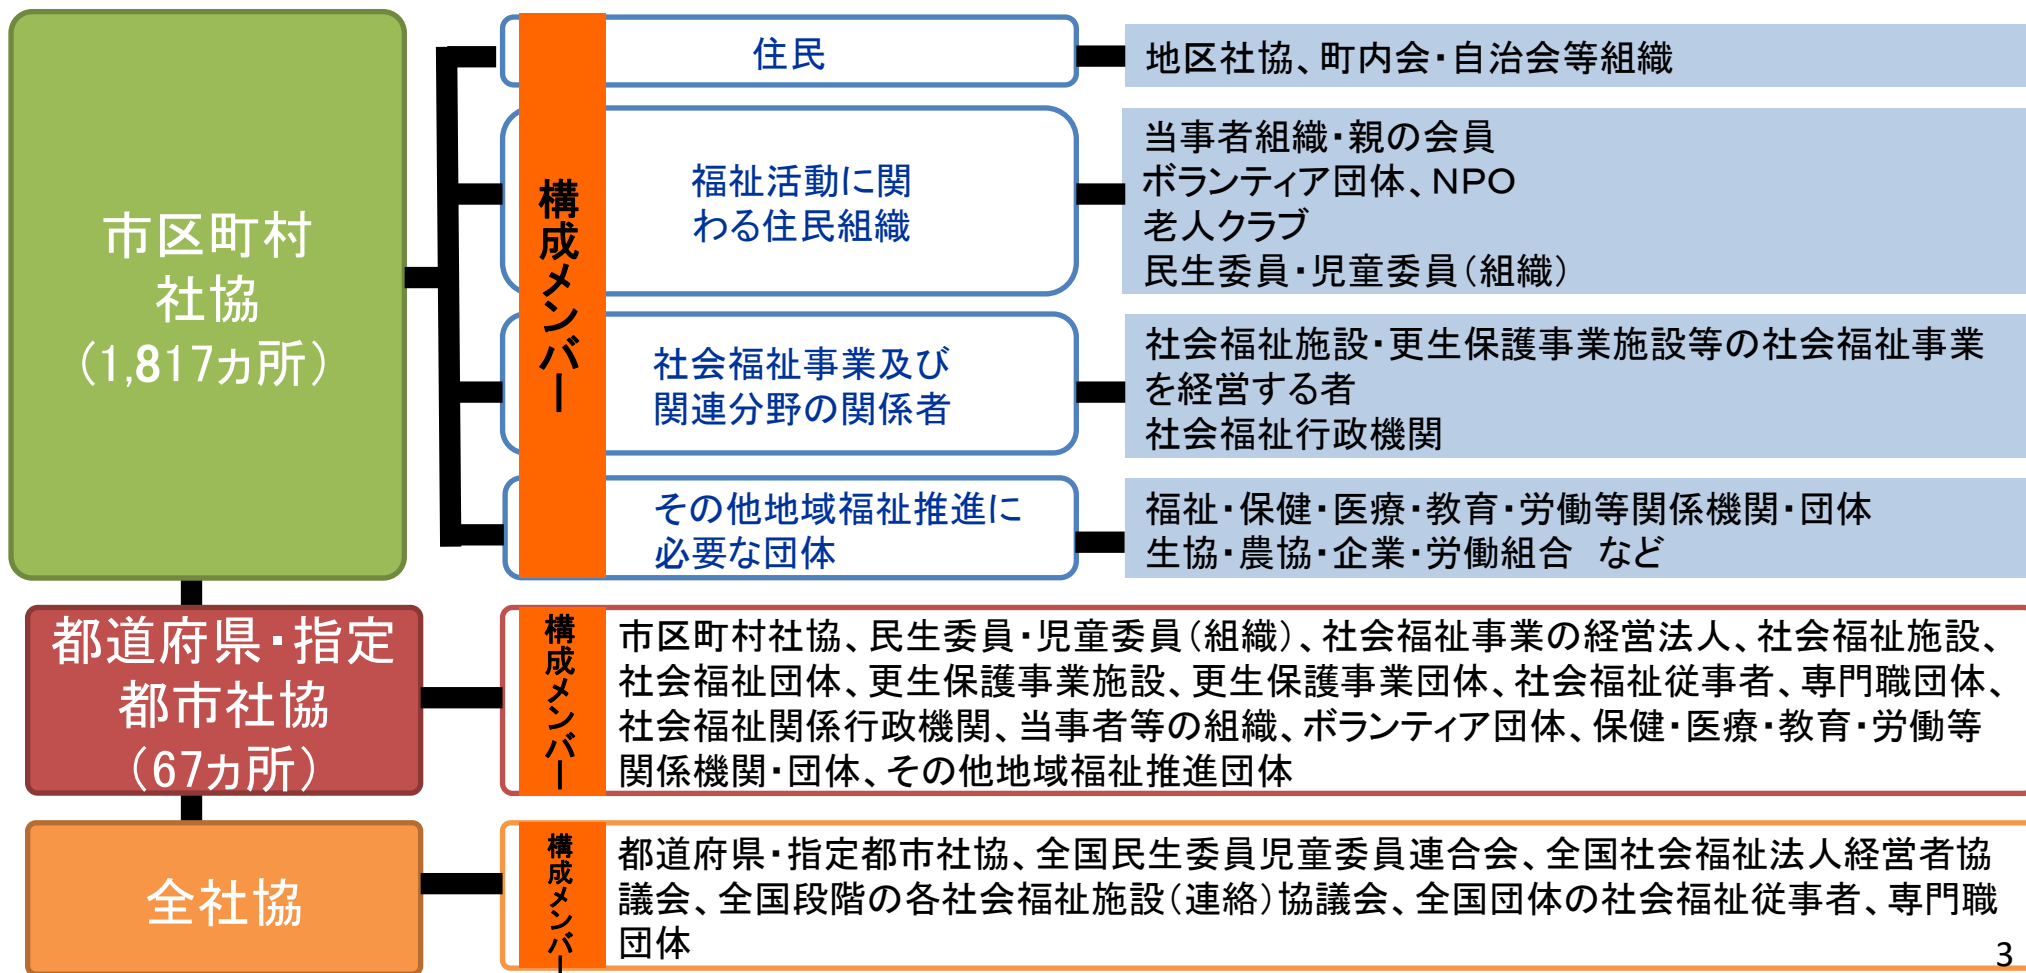 市区町村
社協
(1,817ヵ所)
構成メンバー
住民
地区社協、町内会・自治会等組織
福祉活動に関
わる住民組織
当事者組織・親の会員
ボランティア団体、NPO
老人クラブ
民生委員・児童委員(組織)
社会福祉事業及び
関連分野の関係者
社会福祉施設・更生保護事業施設等の社会福祉事業
を経営する者
社会福祉行政機関
その他地域福祉推進に
必要な団体
福祉・保健・医療・教育・労働等関係機関・団体
生協・農協・企業・労働組合 など
都道府県・指定
都市社協
(67ヵ所)
構成メンバー
市区町村社協、民生委員・児童委員(組織)、社会福祉事業の経営法人、社会福祉施設、
社会福祉団体、更生保護事業施設、更生保護事業団体、社会福祉従事者、専門職団体、
社会福祉関係行政機関、当事者等の組織、ボランティア団体、保健・医療・教育・労働等
関係機関・団体、その他地域福祉推進団体
全社協
構成メンバー
都道府県・指定都市社協、全国民生委員児童委員連合会、全国社会福祉法人経営者協
議会、全国段階の各社会福祉施設(連絡)協議会、全国団体の社会福祉従事者、専門職
団体
3